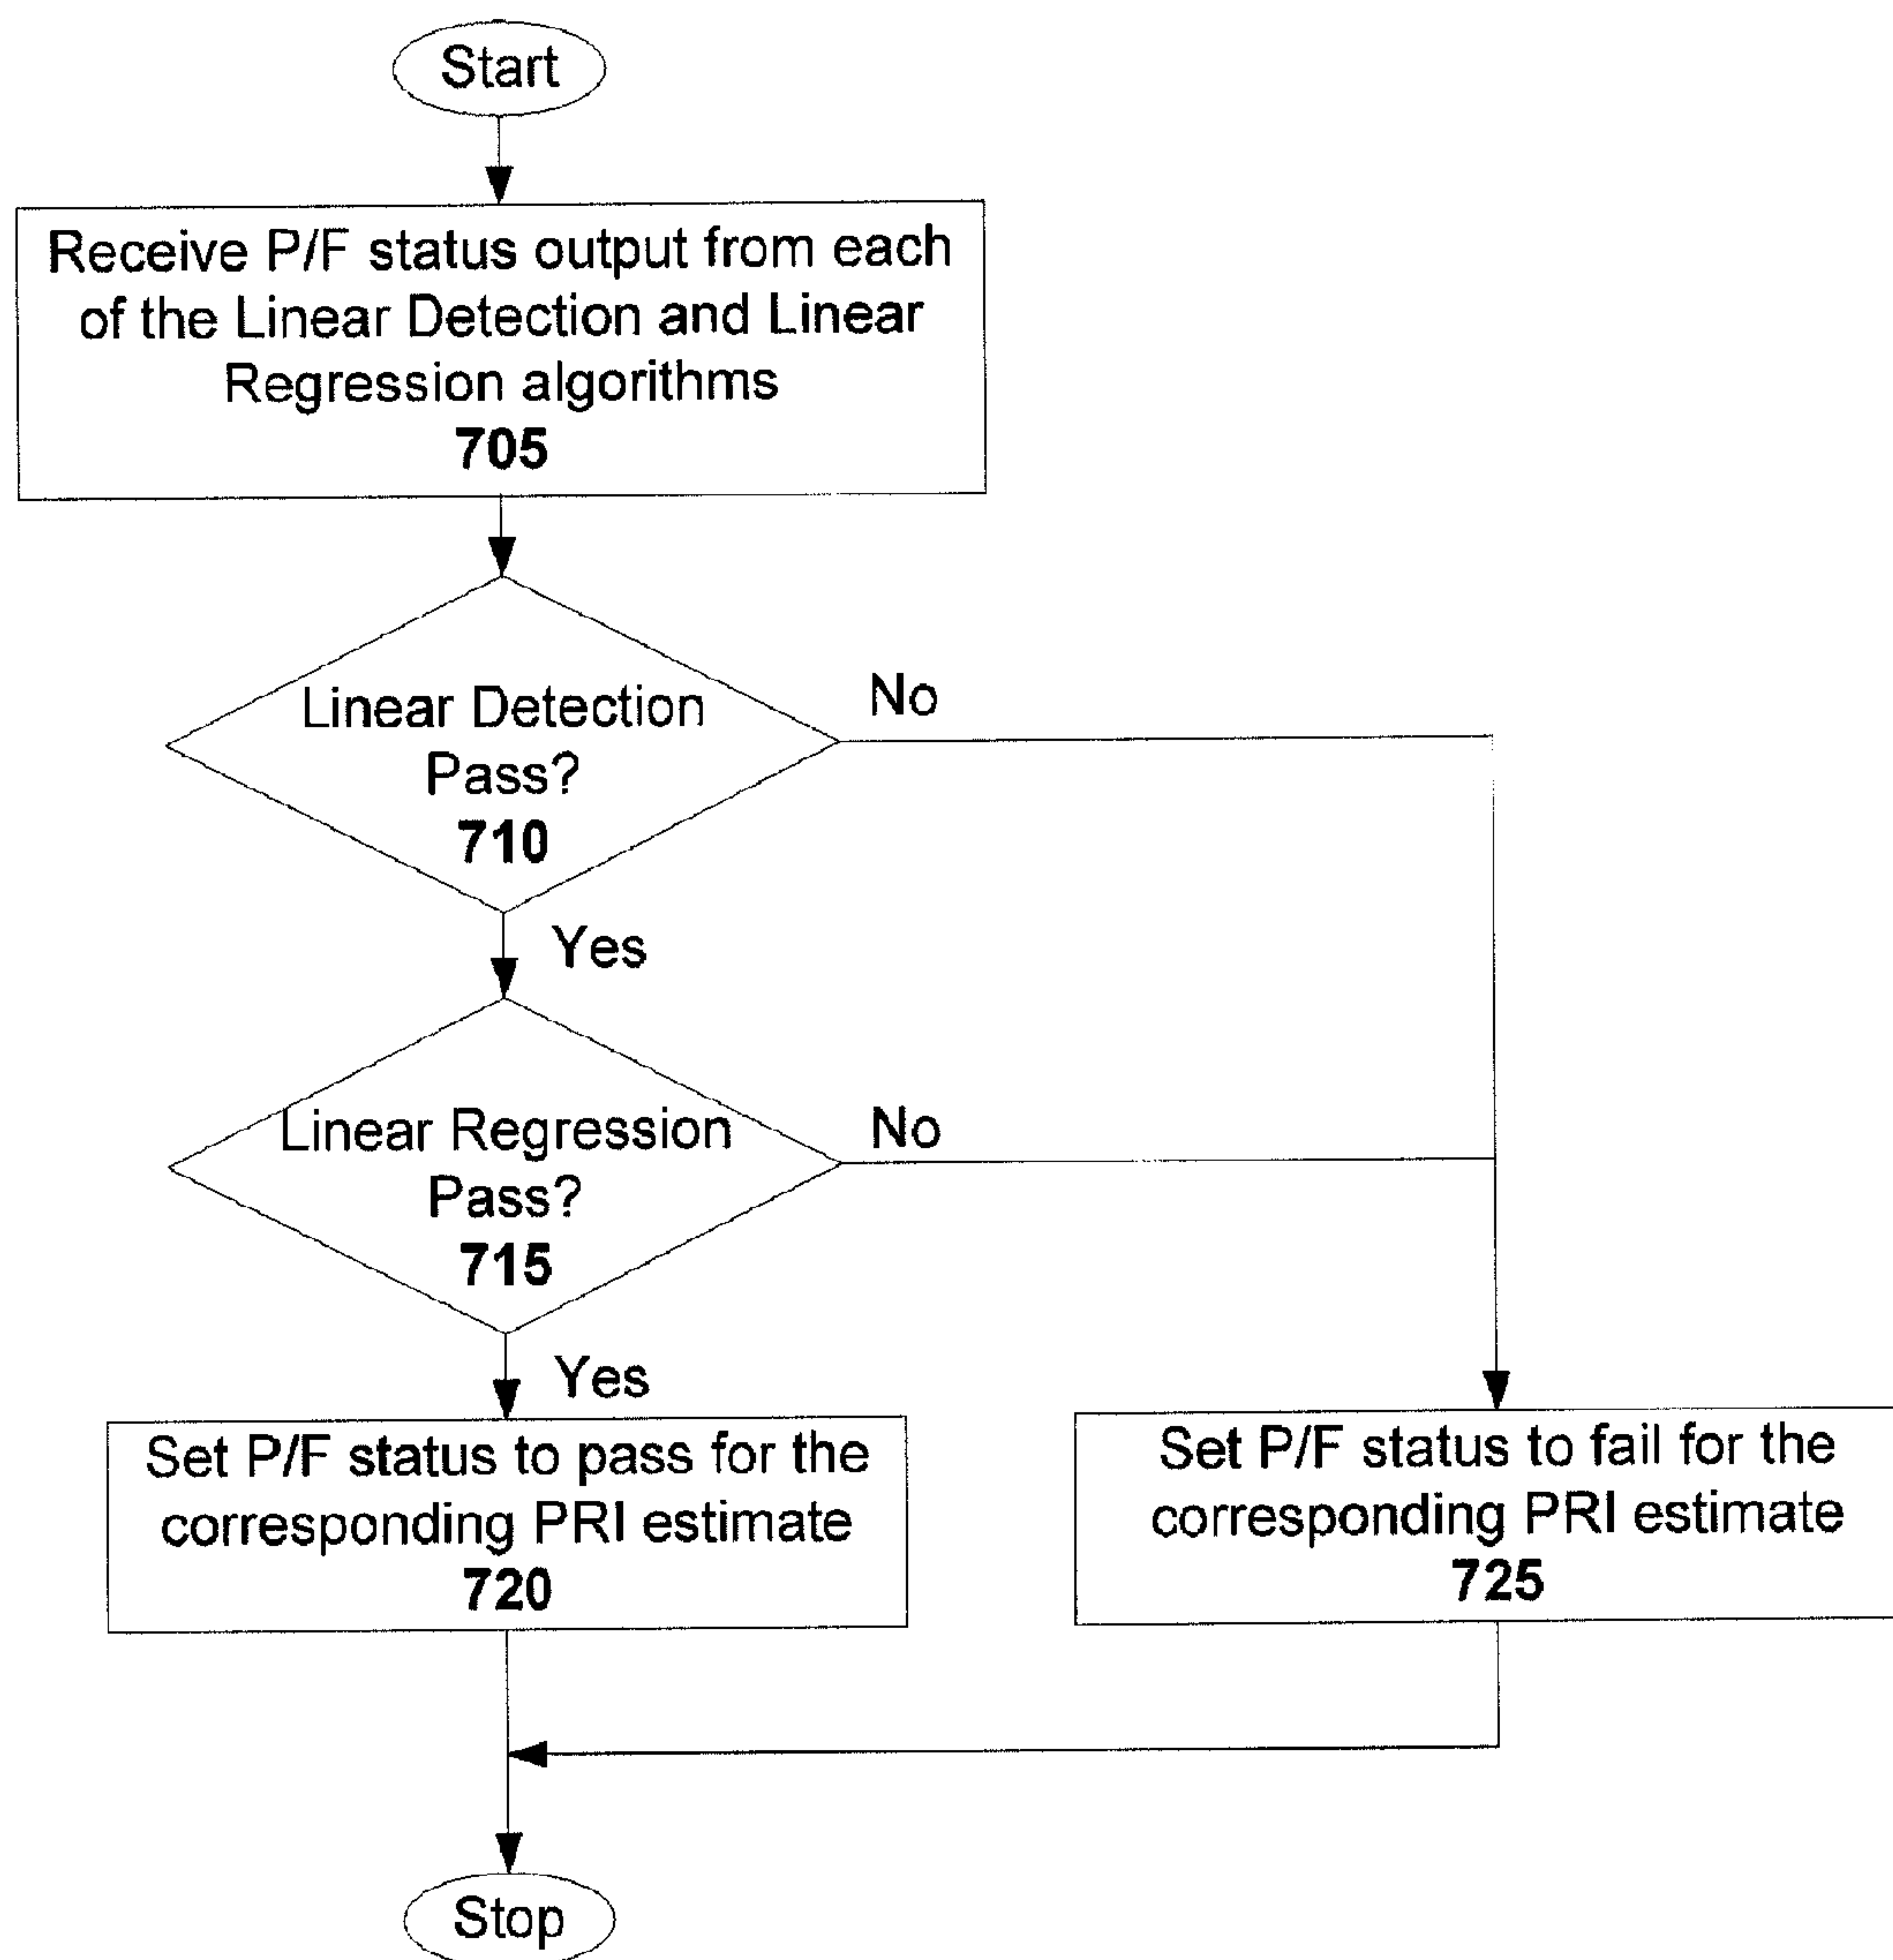 Start
Receive P/F status output from each
of the Linear Detection and Linear
Regression algorithms
705
Linear Detection
Pass?
710
No
Yes
Linear Regression
Pass?
715
No
Yes
Set P/F status to pass for the
corresponding PRI estimate
720
Set P/F status to fail for the
corresponding PRI estimate
725
Stop